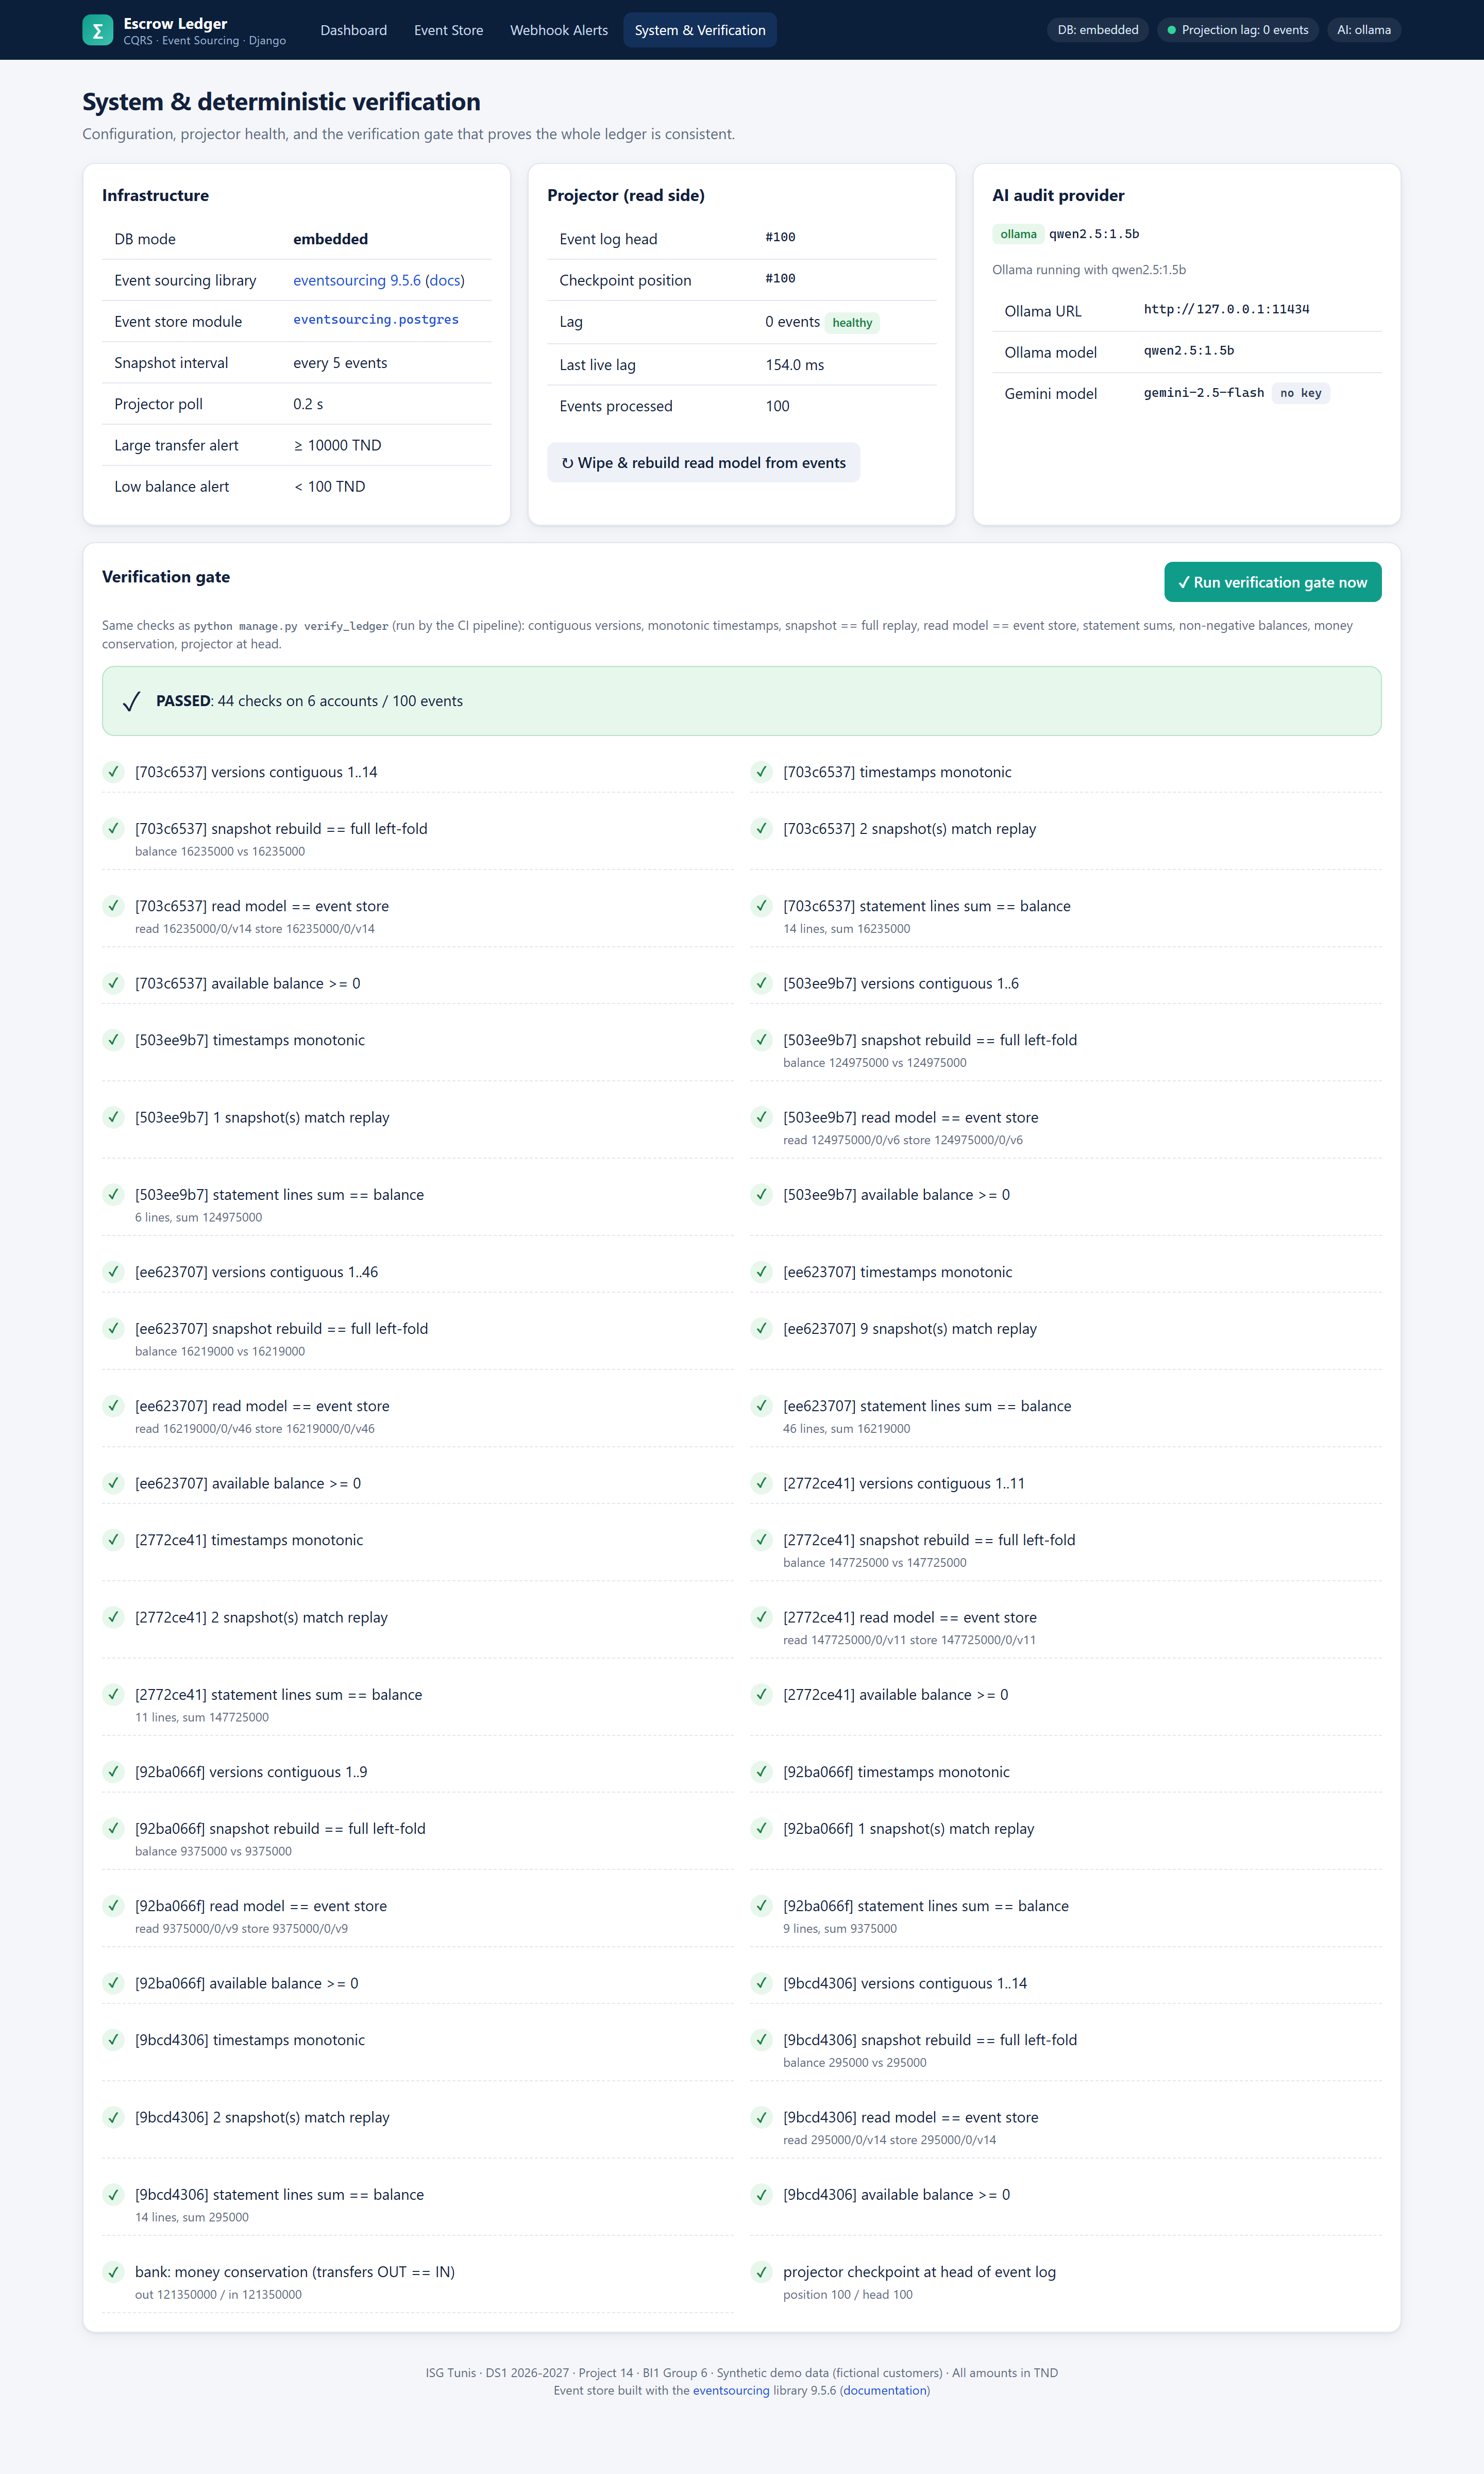 Σ
Escrow Ledger
CQRS · Event Sourcing · Django
Dashboard
Event Store
Webhook Alerts
System & Verification
DB: embedded
Projection lag: 0 events
AI: ollama
System & deterministic verification
Configuration, projector health, and the verification gate that proves the whole ledger is consistent.
Infrastructure
DB mode embedded
Event sourcing library eventsourcing 9.5.6 (docs)
Event store module eventsourcing.postgres
Snapshot interval every 5 events
Projector poll 0.2 s
Large transfer alert ≥ 10000 TND
Low balance alert < 100 TND
Projector (read side)
Event log head #100
Checkpoint position #100
Lag 0 events healthy
Last live lag 154.0 ms
Events processed 100
↻ Wipe & rebuild read model from events
AI audit provider
ollama qwen2.5:1.5b
Ollama running with qwen2.5:1.5b
Ollama URL http://127.0.0.1:11434
Ollama model qwen2.5:1.5b
Gemini model gemini-2.5-flash no key
Verification gate
✓ Run verification gate now
Same checks as python manage.py verify_ledger (run by the CI pipeline): contiguous versions, monotonic timestamps, snapshot == full replay, read model == event store, statement sums, non-negative balances, money
conservation, projector at head.
✓ PASSED: 44 checks on 6 accounts / 100 events
✓ [703c6537] versions contiguous 1..14
✓ [703c6537] timestamps monotonic
✓ [703c6537] snapshot rebuild == full left-fold
balance 16235000 vs 16235000
✓ [703c6537] 2 snapshot(s) match replay
✓ [703c6537] read model == event store
read 16235000/0/v14 store 16235000/0/v14
✓ [703c6537] statement lines sum == balance
14 lines, sum 16235000
✓ [703c6537] available balance >= 0
✓ [503ee9b7] versions contiguous 1..6
✓ [503ee9b7] timestamps monotonic
✓ [503ee9b7] snapshot rebuild == full left-fold
balance 124975000 vs 124975000
✓ [503ee9b7] 1 snapshot(s) match replay
✓ [503ee9b7] read model == event store
read 124975000/0/v6 store 124975000/0/v6
✓ [503ee9b7] statement lines sum == balance
6 lines, sum 124975000
✓ [503ee9b7] available balance >= 0
✓ [ee623707] versions contiguous 1..46
✓ [ee623707] timestamps monotonic
✓ [ee623707] snapshot rebuild == full left-fold
balance 16219000 vs 16219000
✓ [ee623707] 9 snapshot(s) match replay
✓ [ee623707] read model == event store
read 16219000/0/v46 store 16219000/0/v46
✓ [ee623707] statement lines sum == balance
46 lines, sum 16219000
✓ [ee623707] available balance >= 0
✓ [2772ce41] versions contiguous 1..11
✓ [2772ce41] timestamps monotonic
✓ [2772ce41] snapshot rebuild == full left-fold
balance 147725000 vs 147725000
✓ [2772ce41] 2 snapshot(s) match replay
✓ [2772ce41] read model == event store
read 147725000/0/v11 store 147725000/0/v11
✓ [2772ce41] statement lines sum == balance
11 lines, sum 147725000
✓ [2772ce41] available balance >= 0
✓ [92ba066f] versions contiguous 1..9
✓ [92ba066f] timestamps monotonic
✓ [92ba066f] snapshot rebuild == full left-fold
balance 9375000 vs 9375000
✓ [92ba066f] 1 snapshot(s) match replay
✓ [92ba066f] read model == event store
read 9375000/0/v9 store 9375000/0/v9
✓ [92ba066f] statement lines sum == balance
9 lines, sum 9375000
✓ [92ba066f] available balance >= 0
✓ [9bcd4306] versions contiguous 1..14
✓ [9bcd4306] timestamps monotonic
✓ [9bcd4306] snapshot rebuild == full left-fold
balance 295000 vs 295000
✓ [9bcd4306] 2 snapshot(s) match replay
✓ [9bcd4306] read model == event store
read 295000/0/v14 store 295000/0/v14
✓ [9bcd4306] statement lines sum == balance
14 lines, sum 295000
✓ [9bcd4306] available balance >= 0
✓ bank: money conservation (transfers OUT == IN)
out 121350000 / in 121350000
✓ projector checkpoint at head of event log
position 100 / head 100
ISG Tunis · DS1 2026-2027 · Project 14 · BI1 Group 6 · Synthetic demo data (fictional customers) · All amounts in TND
Event store built with the eventsourcing library 9.5.6 (documentation)